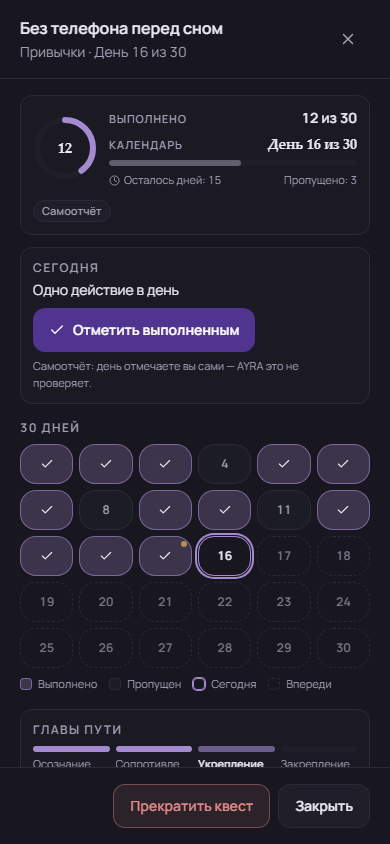 Без телефона перед сном
Привычки · День 16 из 30
12
ВЫПОЛНЕНО 12 из 30
КАЛЕНДАРЬ День 16 из 30
Осталось дней: 15 Пропущено: 3
Самоотчёт
СЕГОДНЯ
Одно действие в день
Отметить выполненным
Самоотчёт: день отмечаете вы сами — AYRA это не
проверяет.
30 ДНЕЙ
4
8 11
16 17 18
19 20 21 22 23 24
25 26 27 28 29 30
Выполнено Пропущен Сегодня Впереди
ГЛАВЫ ПУТИ
Осознание Сопротивле Укрепление Закрепление
Прекратить квест Закрыть